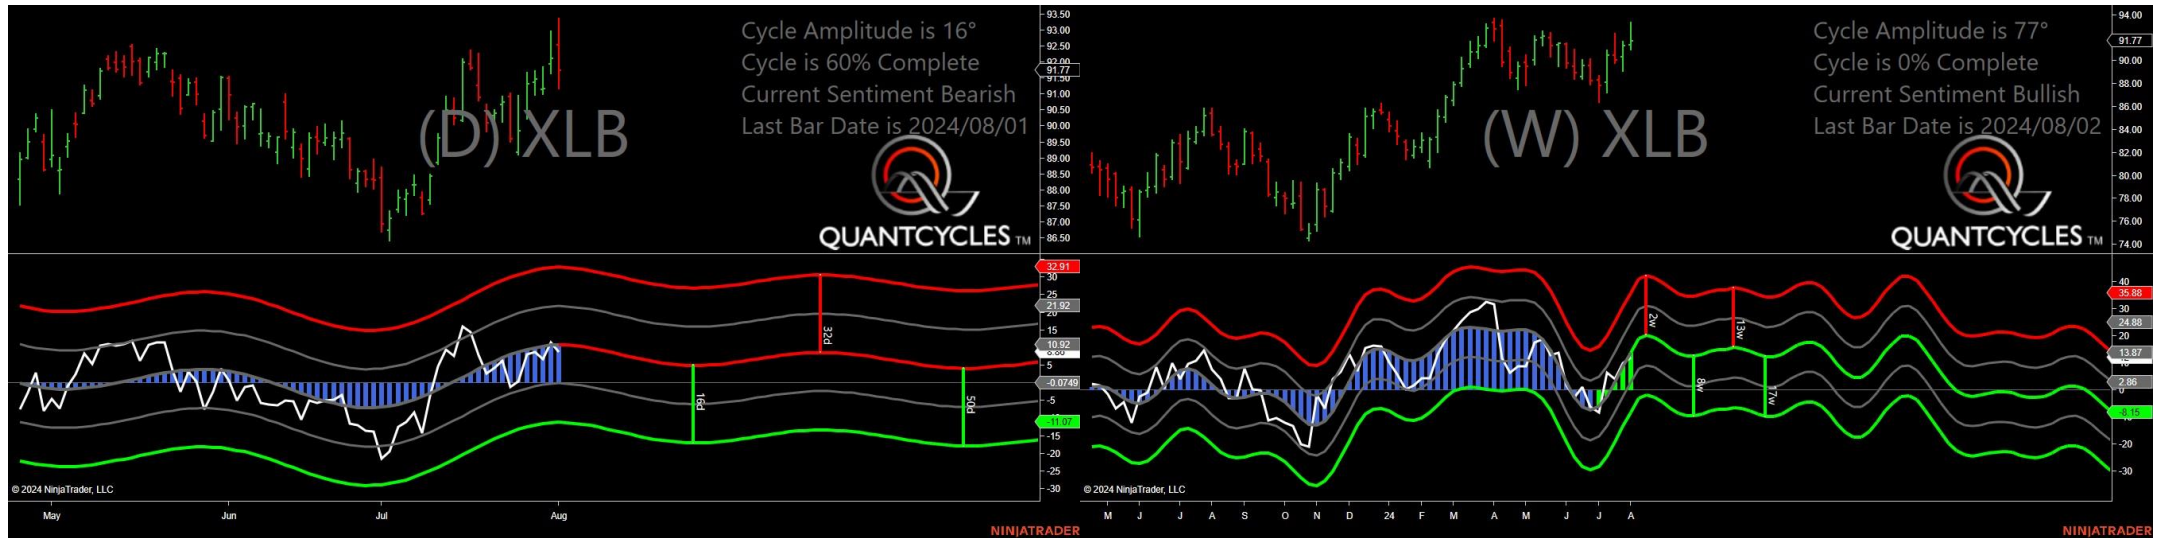 Cycle Amplitude is 16°
Cycle is 60% Complete
Current Sentiment Bearish
Last Bar Date is 2024/08/01
(D) XLB
QUANTCYCLES TM
93.50
93.00
92.50
92.00
91.77
91.50
91.00
90.50
90.00
89.50
89.00
88.50
88.00
87.50
87.00
86.50
32.91
30
25
21.92
20
15
10.92
5
-0.0749
-5
-11.07
-15
-20
-25
-30
32d
16d
50d
© 2024 NinjaTrader, LLC
May Jun Jul Aug
NINJATRADER
Cycle Amplitude is 77°
Cycle is 0% Complete
Current Sentiment Bullish
Last Bar Date is 2024/08/02
(W) XLB
QUANTCYCLES TM
94.00
91.77
90.00
88.00
86.00
84.00
82.00
80.00
78.00
76.00
74.00
40
35.88
30
24.88
20
13.87
2.86
0
-8.15
-20
-30
2w
13w
8w
17w
© 2024 NinjaTrader, LLC
M J J A S O N D 24 F M A M J J A
NINJATRADER